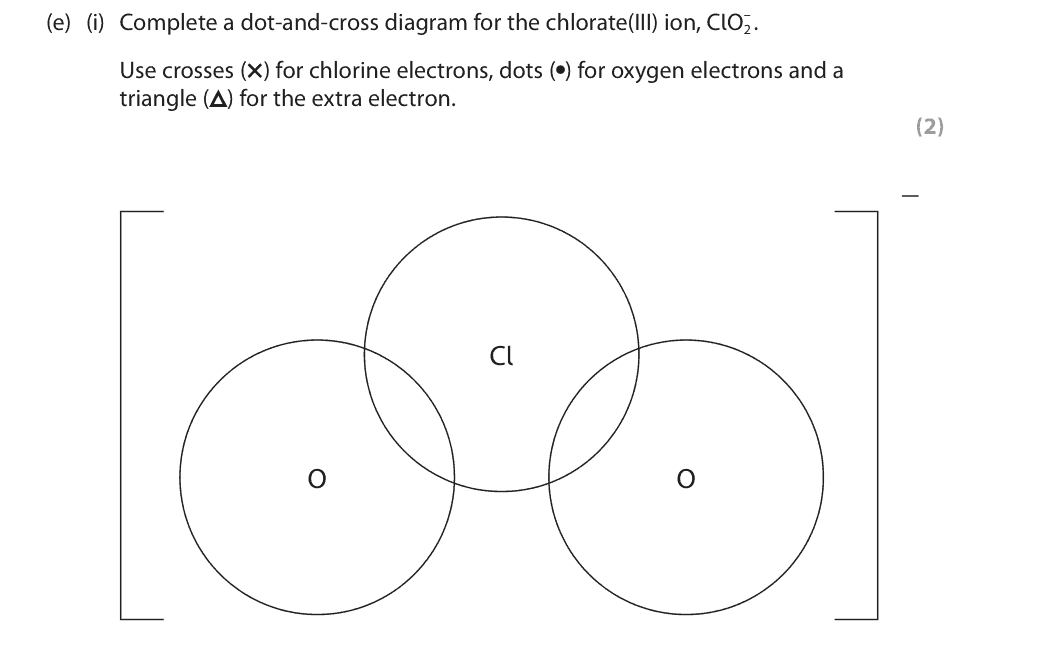 (e) (i) Complete a dot-and-cross diagram for the chlorate(III) ion, ClO₂⁻.
Use crosses (×) for chlorine electrons, dots (•) for oxygen electrons and a
triangle (Δ) for the extra electron.
(2)
–
Cl
O O